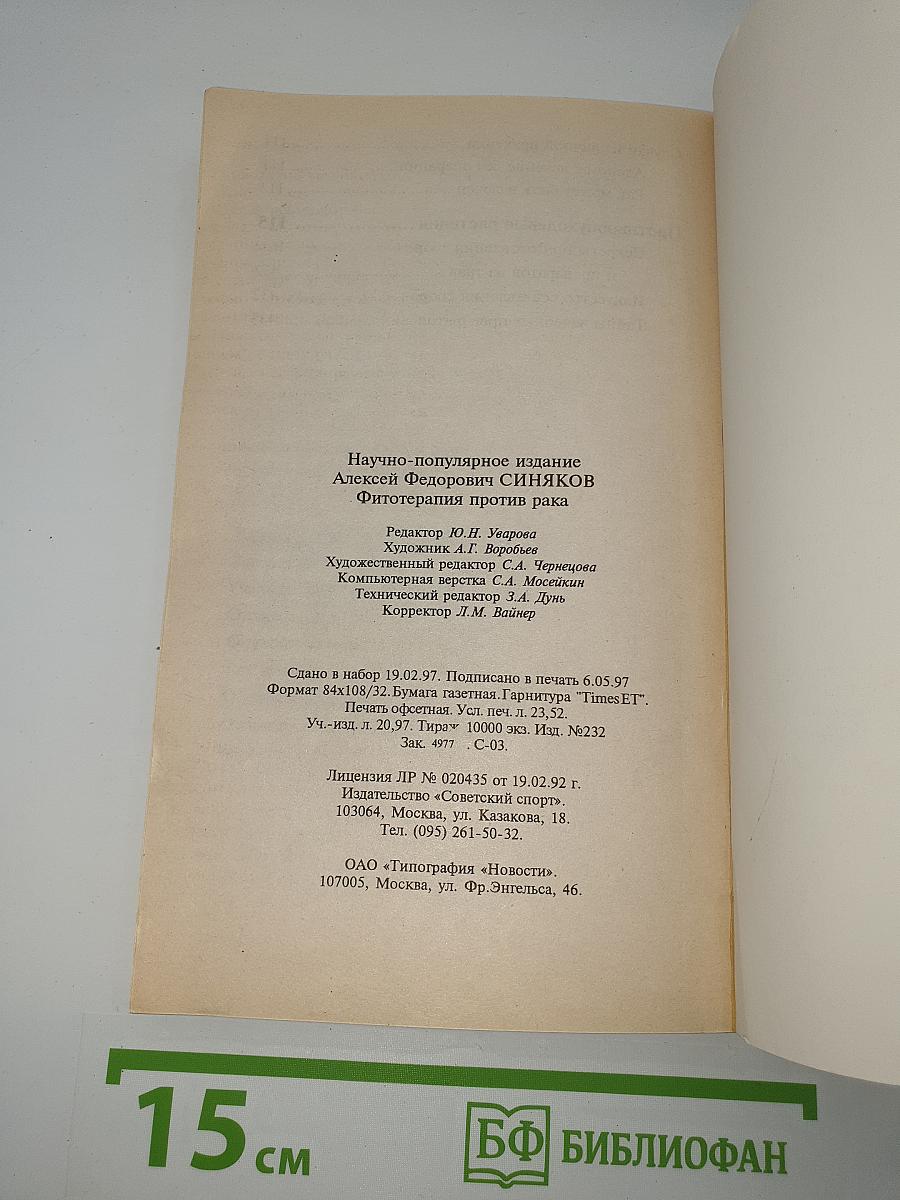 Научно-популярное издание
Алексей Федорович СИНЯКОВ
Фитотерапия против рака
Редактор Ю.Н. Уварова
Художник А.Г. Воробьев
Художественный редактор С.А. Чернецова
Компьютерная верстка С.А. Мосейкин
Технический редактор З.А. Дунь
Корректор Л.М. Вайнер
Сдано в набор 19.02.97. Подписано в печать 6.05.97
Формат 84х108/32. Бумага газетная. Гарнитура "TimesET".
Печать офсетная. Усл. печ. л. 23,52.
Уч.-изд. л. 20,97. Тираж 10000 экз. Изд. №232
Зак. 4977 . С-03.
Лицензия ЛР № 020435 от 19.02.92 г.
Издательство «Советский спорт».
103064, Москва, ул. Казакова, 18.
Тел. (095) 261-50-32.
ОАО «Типография «Новости».
107005, Москва, ул. Фр.Энгельса, 46.
15 см
БФ БИБЛИОФАН